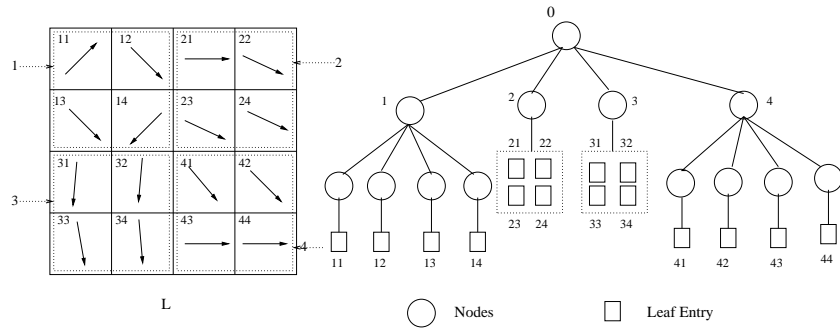 0
11 12 21 22
1 2
13 14 23 24
1 2 3 4
31 32 41 42
21 22 31 32
3
33 34 43 44
4
23 24 33 34
11 12 13 14
41 42 43 44
L
Nodes
Leaf Entry